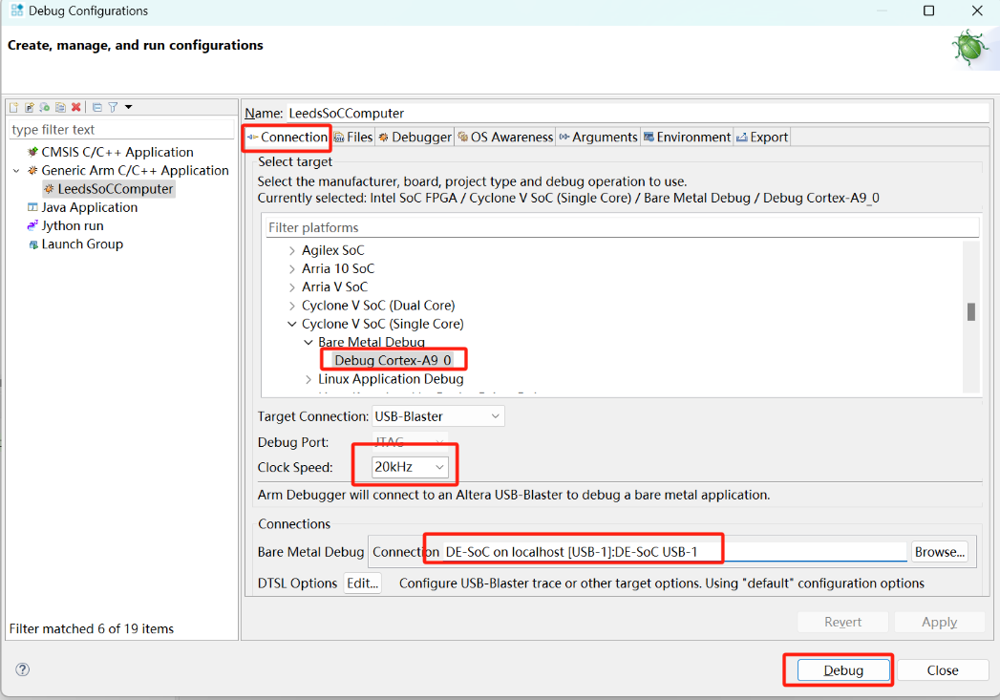 Debug Configurations
Create, manage, and run configurations
type filter text
CMSIS C/C++ Application
Generic Arm C/C++ Application
LeedsSoCComputer
Java Application
Jython run
Launch Group
Filter matched 6 of 19 items
Name: LeedsSoCComputer
Connection Files Debugger OS Awareness Arguments Environment Export
Select target
Select the manufacturer, board, project type and debug operation to use.
Currently selected: Intel SoC FPGA / Cyclone V SoC (Single Core) / Bare Metal Debug / Debug Cortex-A9_0
Filter platforms
Agilex SoC
Arria 10 SoC
Arria V SoC
Cyclone V SoC (Dual Core)
Cyclone V SoC (Single Core)
Bare Metal Debug
Debug Cortex-A9_0
Linux Application Debug
Target Connection: USB-Blaster
Debug Port: JTAG
Clock Speed: 20kHz
Arm Debugger will connect to an Altera USB-Blaster to debug a bare metal application.
Connections
Bare Metal Debug Connection DE-SoC on localhost [USB-1]:DE-SoC USB-1 Browse...
DTSL Options Edit... Configure USB-Blaster trace or other target options. Using "default" configuration options
Revert Apply
Debug Close